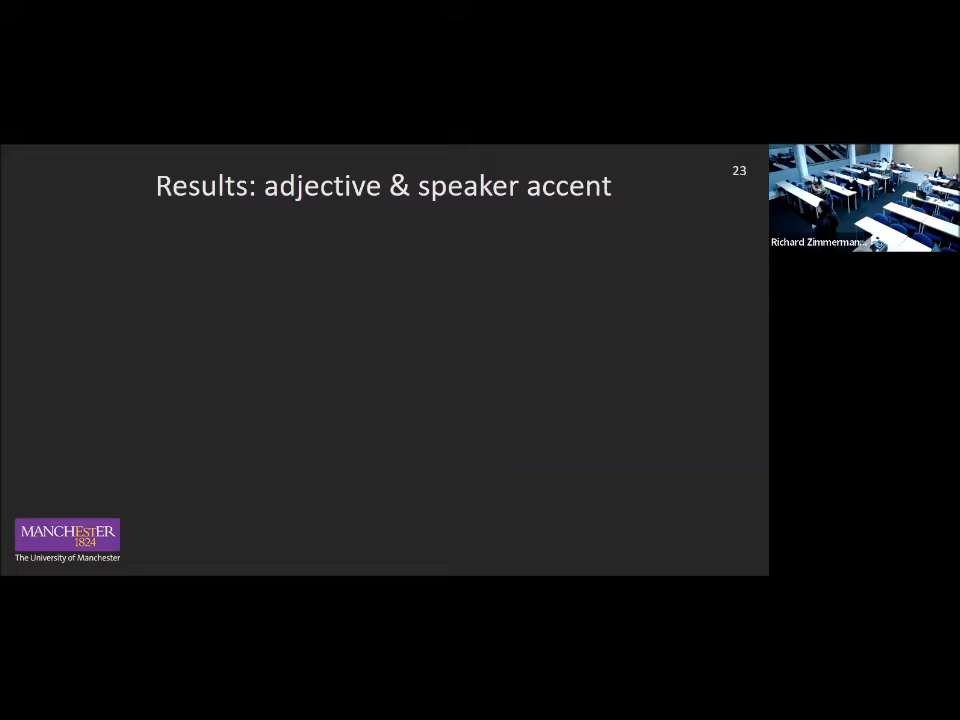 Results: adjective & speaker accent
23
Richard Zimmerman...
MANCHESTER
1824
The University of Manchester